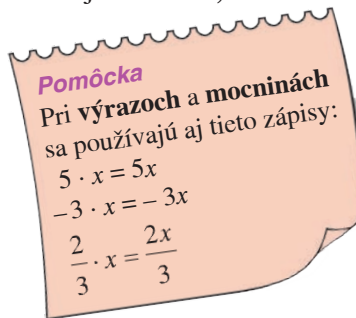 Pomôcka
Pri výrazoch a mocninách
sa používajú aj tieto zápisy:
5 · x = 5x
–3 · x = – 3x
2/3 · x = 2x/3